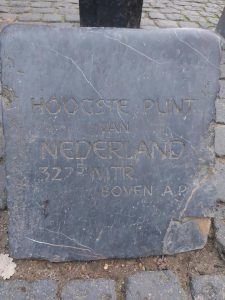 HOOGSTE PUNT
VAN
NEDERLAND
322⁵ MTR.
BOVEN A.P.